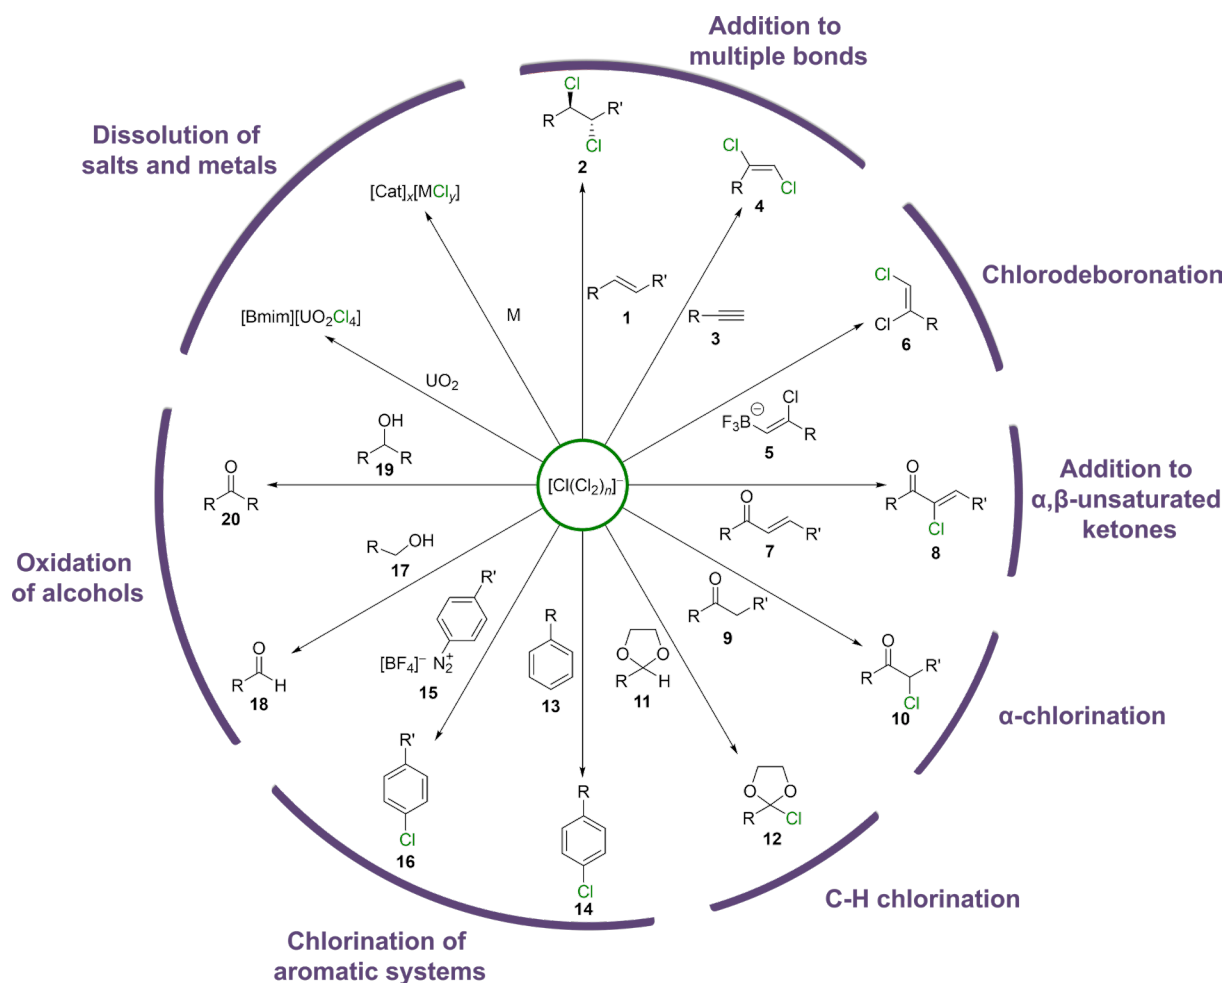 Addition to
multiple bonds
Dissolution of
salts and metals
Chlorodeboronation
Addition to
α,β-unsaturated
ketones
α-chlorination
C-H chlorination
Chlorination of
aromatic systems
Oxidation
of alcohols
[Cl(Cl₂)ₙ]⁻
Cl
R
R'
Cl
2
R
R'
1
Cl
R
Cl
4
R
3
Cl
Cl
R
6
F₃B
⊖
Cl
R
5
O
R
R'
Cl
8
O
R
R'
7
O
R
R'
9
O
R
R'
Cl
10
O
O
R
H
11
O
O
R
Cl
12
R
13
R
Cl
14
R'
[BF₄]⁻
N₂⁺
15
R'
Cl
16
R
OH
17
O
R
H
18
OH
R
R
19
O
R
R
20
UO₂
[Bmim][UO₂Cl₄]
M
[Cat]ₓ[MClᵧ]